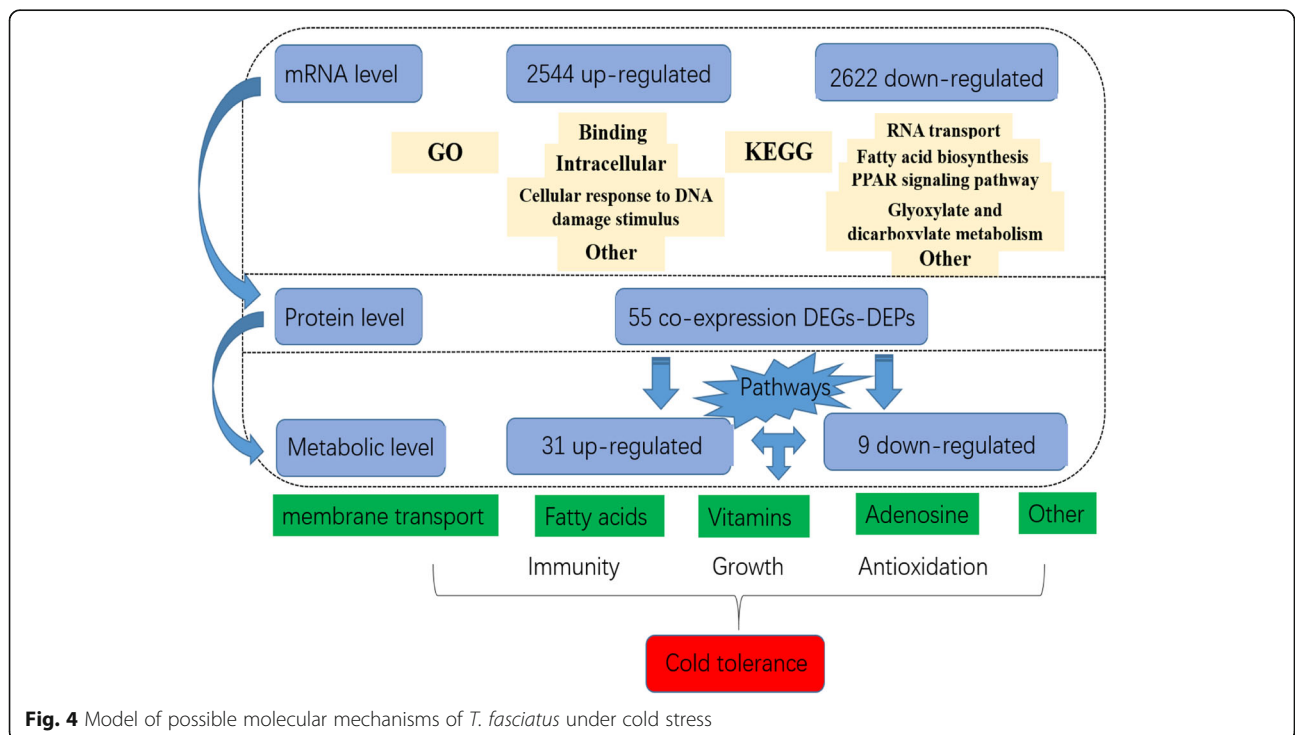 mRNA level
2544 up-regulated
2622 down-regulated
GO
Binding
Intracellular
Cellular response to DNA
damage stimulus
Other
KEGG
RNA transport
Fatty acid biosynthesis
PPAR signaling pathway
Glyoxylate and
dicarboxylate metabolism
Other
Protein level
55 co-expression DEGs-DEPs
Pathways
Metabolic level
31 up-regulated
9 down-regulated
membrane transport
Fatty acids
Vitamins
Adenosine
Other
Immunity
Growth
Antioxidation
Cold tolerance
Fig. 4 Model of possible molecular mechanisms of T. fasciatus under cold stress